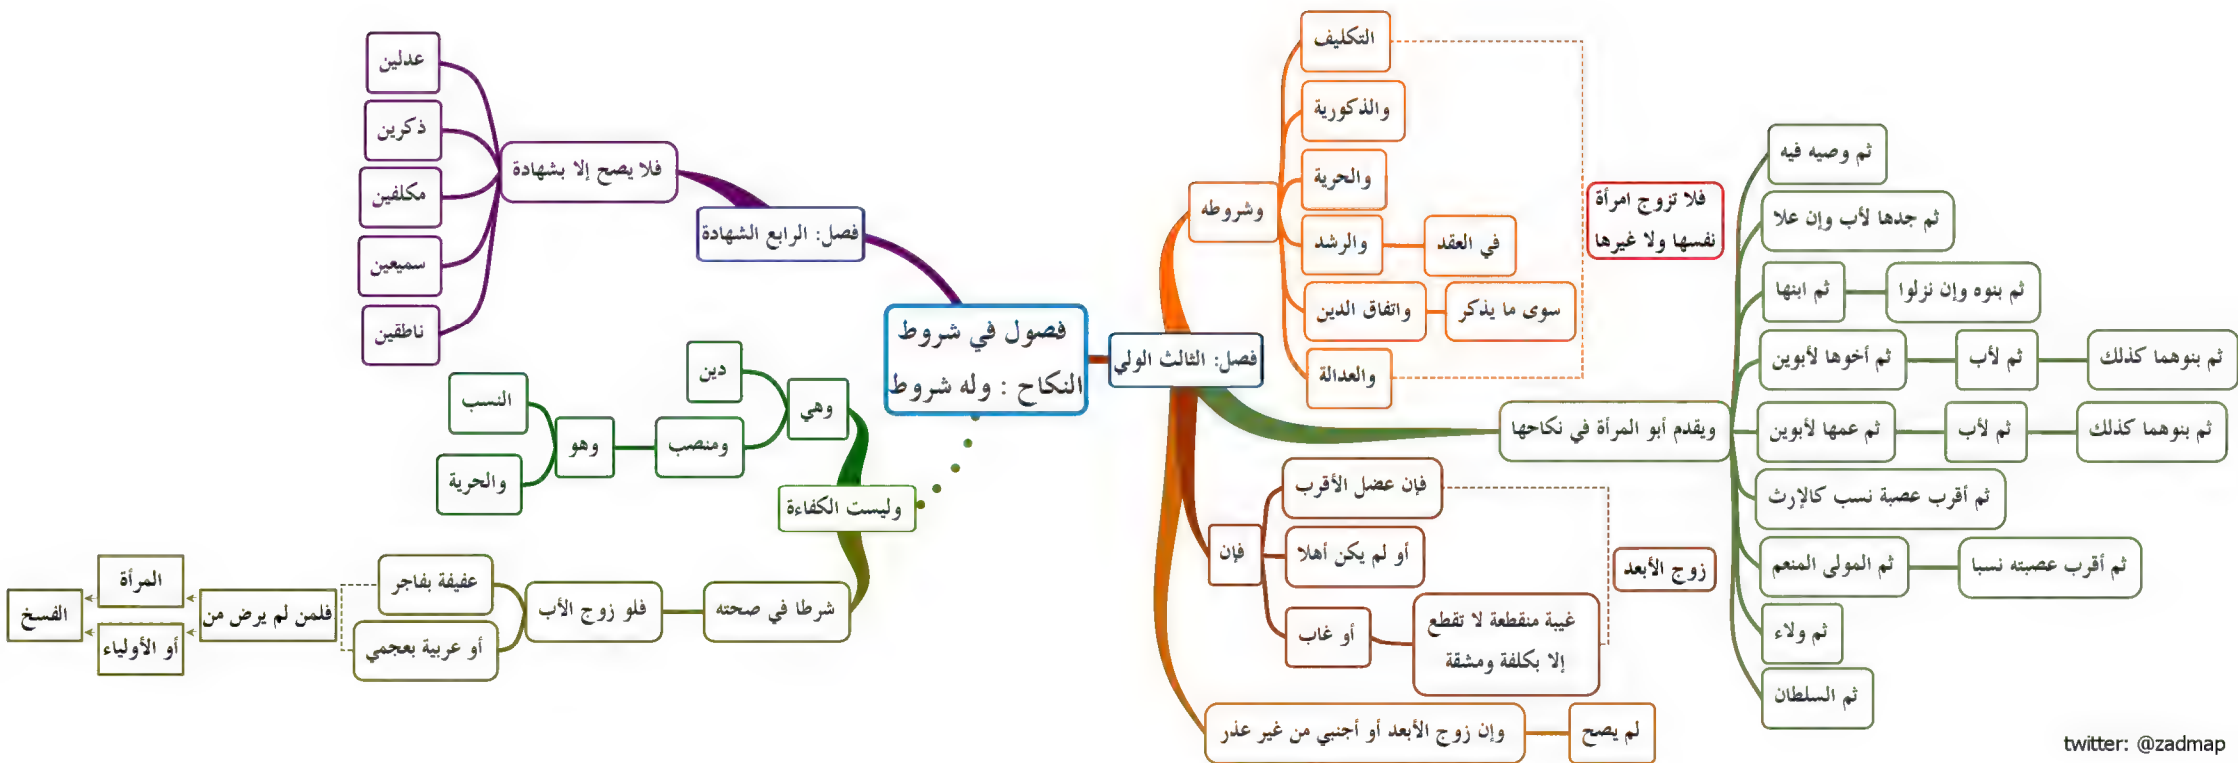 فصول في شروط
النكاح : وله شروط
فصل: الثالث الولي
وشروطه
التكليف
والذكورية
والحرية
والرشد
في العقد
واتفاق الدين
سوى ما يذكر
والعدالة
فلا تزوج امرأة
نفسها ولا غيرها
ويقدم أبو المرأة في نكاحها
ثم وصيه فيه
ثم جدها لأب وإن علا
ثم ابنها
ثم بنوه وإن نزلوا
ثم أخوها لأبوين
ثم لأب
ثم بنوهما كذلك
ثم عمها لأبوين
ثم لأب
ثم بنوهما كذلك
ثم أقرب عصبة نسب كالإرث
ثم المولى المنعم
ثم أقرب عصبته نسبا
ثم ولاء
ثم السلطان
فإن
فإن عضل الأقرب
أو لم يكن أهلا
أو غاب
غيبة منقطعة لا تقطع
إلا بكلفة ومشقة
زوج الأبعد
وإن زوج الأبعد أو أجنبي من غير عذر
لم يصح
فصل: الرابع الشهادة
فلا يصح إلا بشهادة
عدلين
ذكرين
مكلفين
سميعين
ناطقين
وليست الكفاءة
وهي
دين
ومنصب
وهو
النسب
والحرية
شرطا في صحته
فلو زوج الأب
عفيفة بفاجر
أو عربية بعجمي
فلمن لم يرض من
المرأة
أو الأولياء
الفسخ
twitter: @zadmap